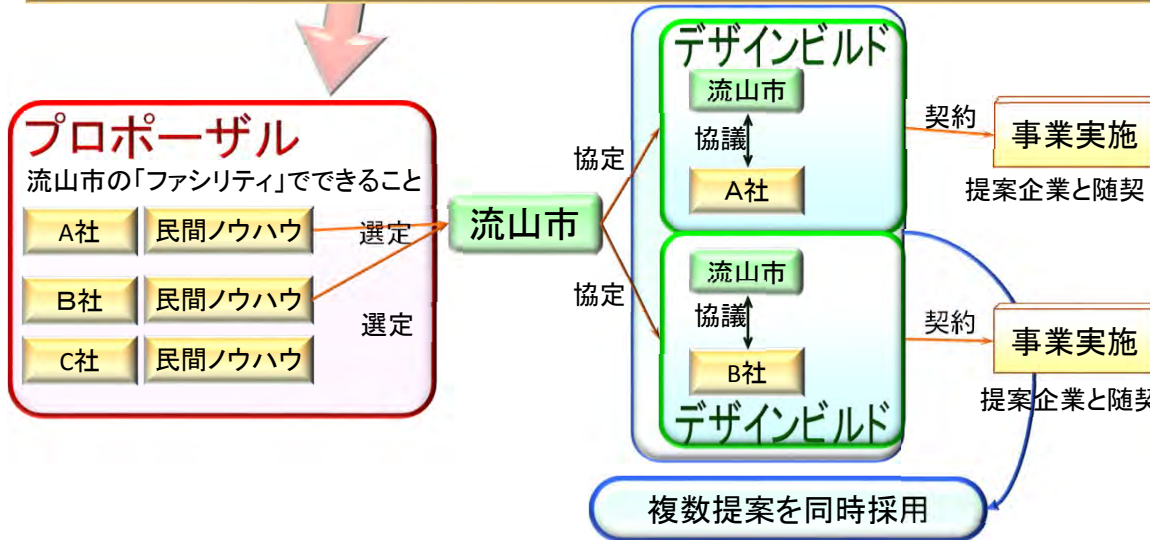 プロポーザル
流山市の「ファシリティ」でできること
A社 民間ノウハウ
B社 民間ノウハウ
C社 民間ノウハウ
選定
選定
流山市
協定
協定
デザインビルド
流山市
協議
A社
流山市
協議
B社
デザインビルド
契約
事業実施
提案企業と随契
契約
事業実施
提案企業と随契
複数提案を同時採用